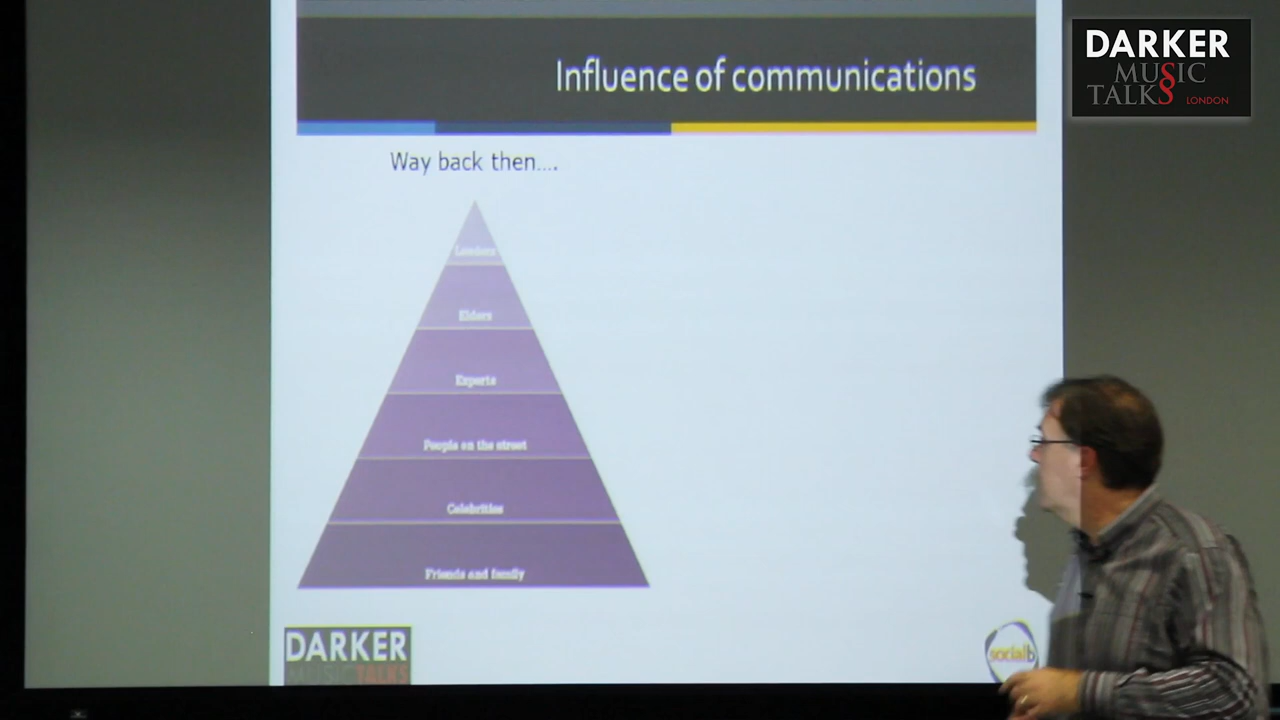 Influence of communications
DARKER
MUSIC
TALKS LONDON
Way back then....
Leaders
Elders
Experts
People on the street
Celebrities
Friends and family
DARKER
MUSIC TALKS
socialb